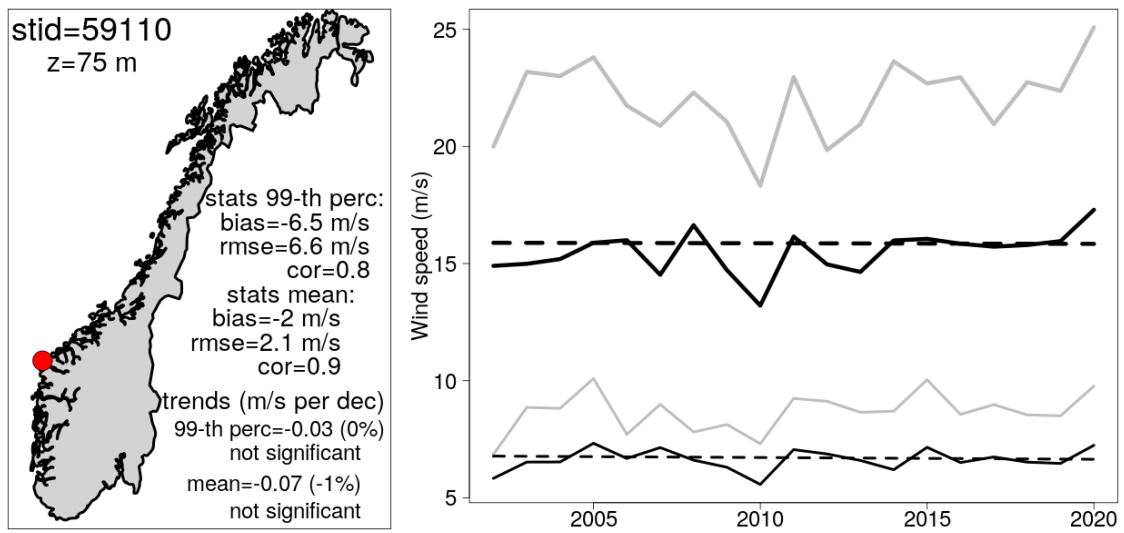 stid=59110
z=75 m
stats 99-th perc:
bias=-6.5 m/s
rmse=6.6 m/s
cor=0.8
stats mean:
bias=-2 m/s
rmse=2.1 m/s
cor=0.9
trends (m/s per dec)
99-th perc=-0.03 (0%)
not significant
mean=-0.07 (-1%)
not significant
Wind speed (m/s)
25
20
15
10
5
2005 2010 2015 2020